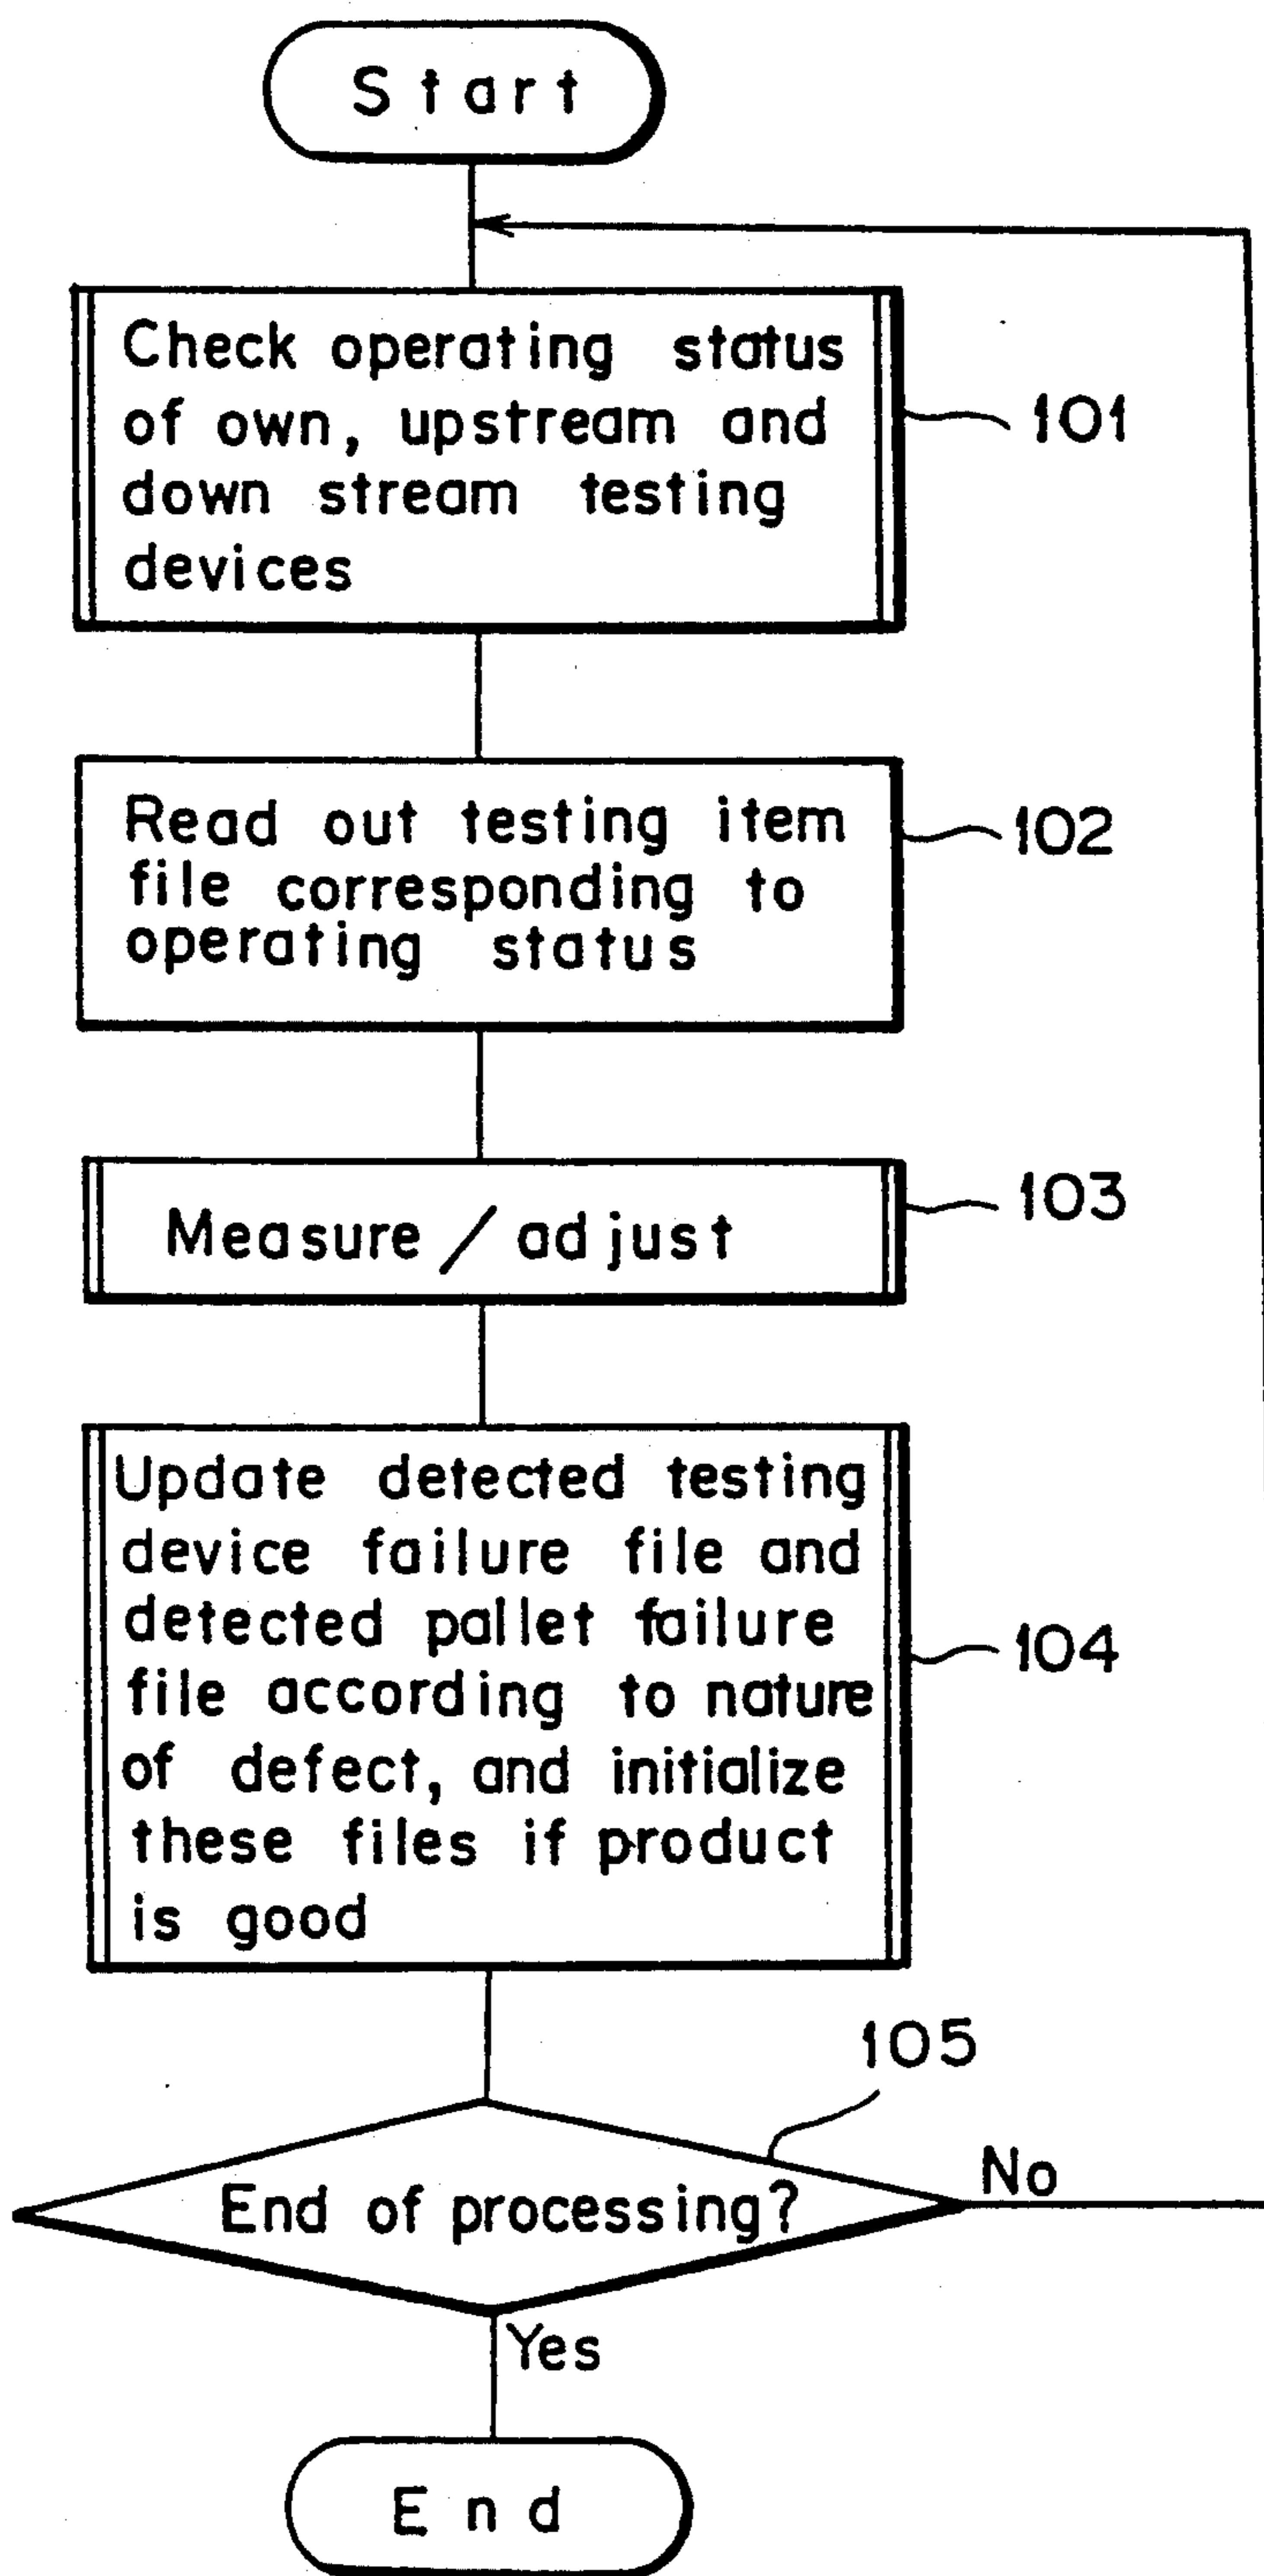 Start
Check operating status
of own, upstream and
down stream testing
devices
101
Read out testing item
file corresponding to
operating status
102
Measure / adjust
103
Update detected testing
device failure file and
detected pallet failure
file according to nature
of defect, and initialize
these files if product
is good
104
105
End of processing?
No
Yes
End